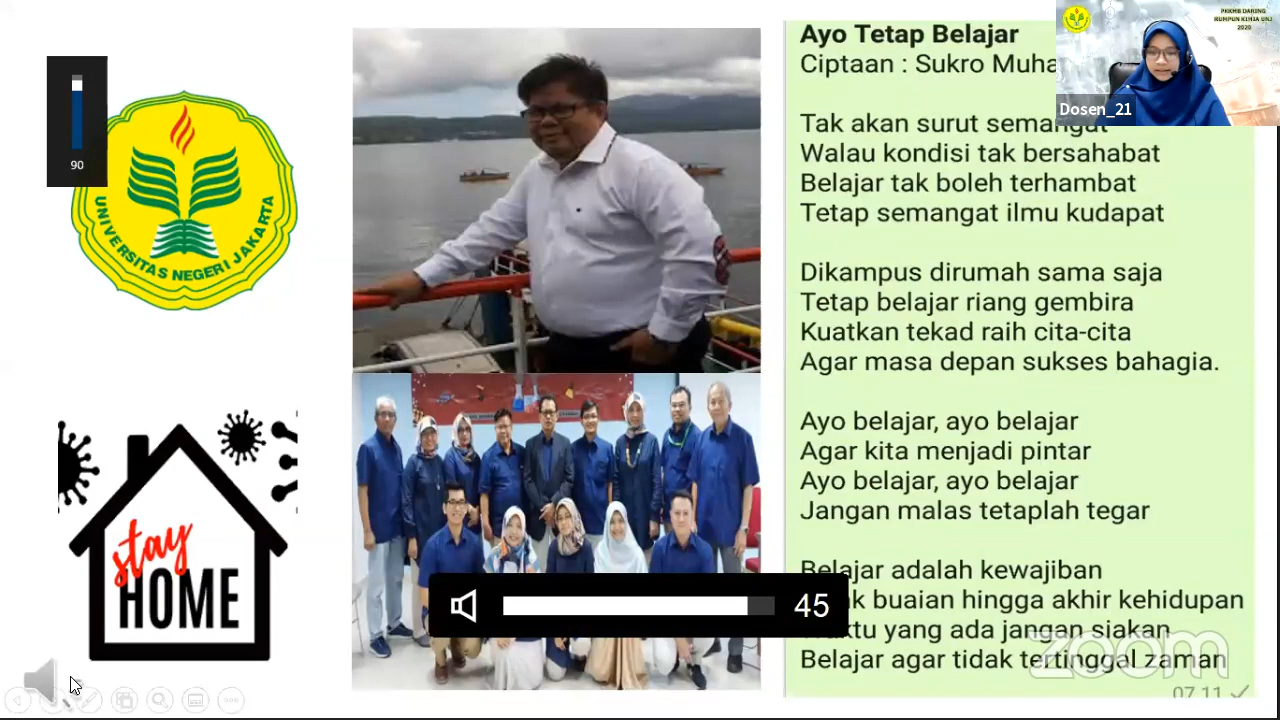 90
UNIVERSITAS NEGERI JAKARTA
stay
HOME
45
Ayo Tetap Belajar
Ciptaan : Sukro
Tak akan surut semangat
Walau kondisi tak bersahabat
Belajar tak boleh terhambat
Tetap semangat ilmu kudapat
Dikampus dirumah sama saja
Tetap belajar riang gembira
Kuatkan tekad raih cita-cita
Agar masa depan sukses bahagia.
Ayo belajar, ayo belajar
Agar kita menjadi pintar
Ayo belajar, ayo belajar
Jangan malas tetaplah tegar
Belajar adalah kewajiban
buaian hingga akhir kehidupan
yang ada jangan siakan
Belajar agar tidak tertinggal zaman
07.11
zoom
PKKMB DARING
RUMPUN KIMIA UNJ
2020
Dosen_21